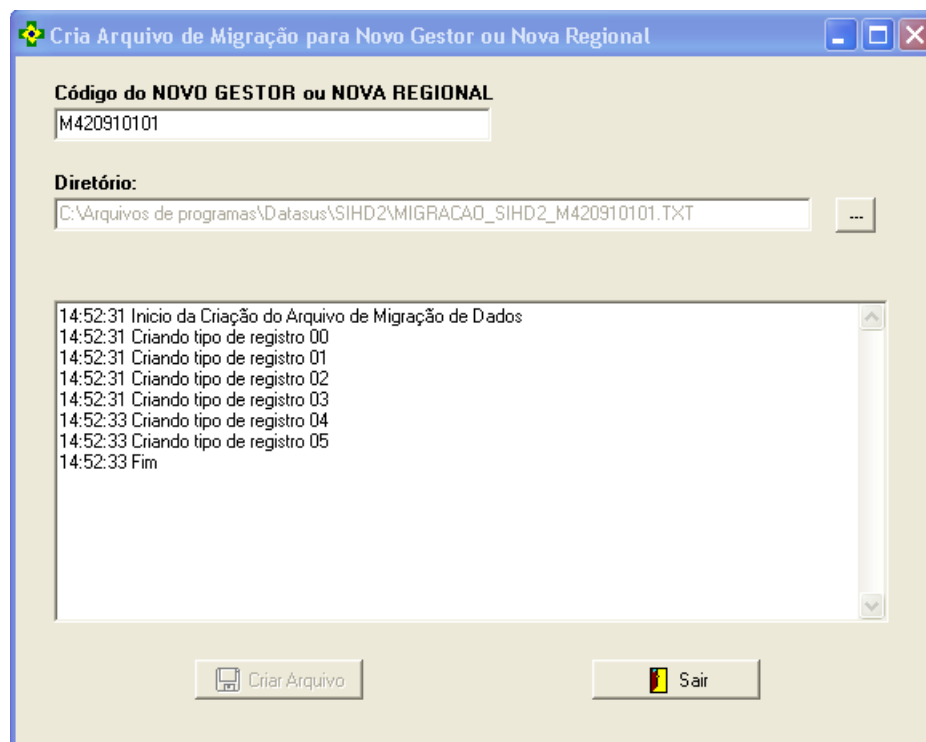 Cria Arquivo de Migração para Novo Gestor ou Nova Regional
Código do NOVO GESTOR ou NOVA REGIONAL
M420910101
Diretório:
C:\Arquivos de programas\Datasus\SIHD2\MIGRACAO_SIHD2_M420910101.TXT
...
14:52:31 Inicio da Criação do Arquivo de Migração de Dados
14:52:31 Criando tipo de registro 00
14:52:31 Criando tipo de registro 01
14:52:31 Criando tipo de registro 02
14:52:31 Criando tipo de registro 03
14:52:33 Criando tipo de registro 04
14:52:33 Criando tipo de registro 05
14:52:33 Fim
Criar Arquivo Sair